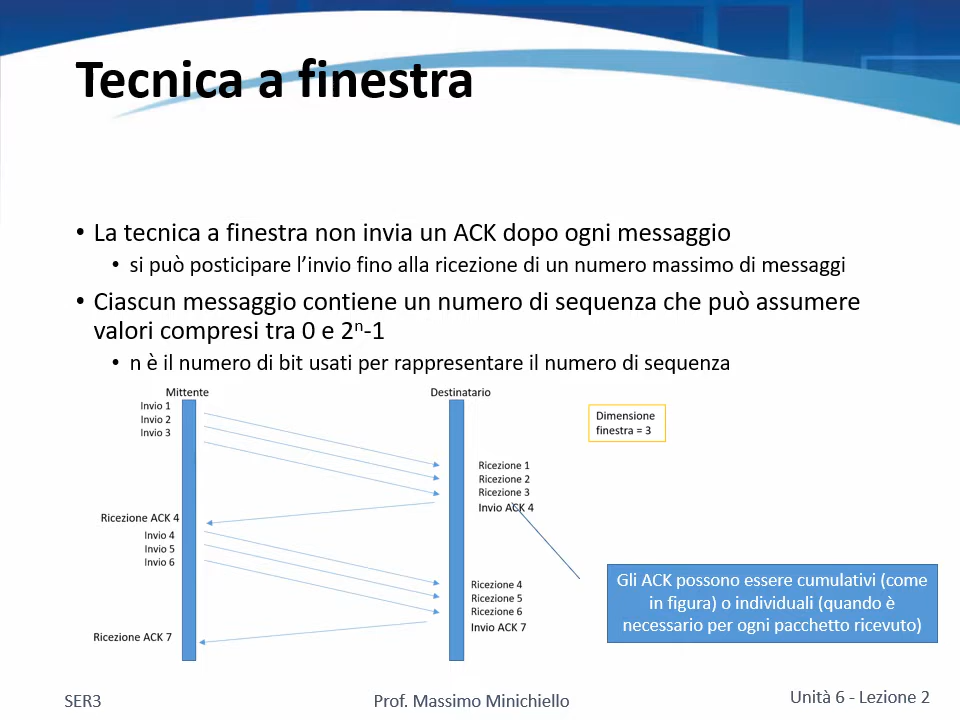 Tecnica a finestra
• La tecnica a finestra non invia un ACK dopo ogni messaggio
• si può posticipare l'invio fino alla ricezione di un numero massimo di messaggi
• Ciascun messaggio contiene un numero di sequenza che può assumere
valori compresi tra 0 e 2ⁿ-1
• n è il numero di bit usati per rappresentare il numero di sequenza
Mittente
Invio 1
Invio 2
Invio 3
Ricezione ACK 4
Invio 4
Invio 5
Invio 6
Ricezione ACK 7
Destinatario
Ricezione 1
Ricezione 2
Ricezione 3
Invio ACK 4
Ricezione 4
Ricezione 5
Ricezione 6
Invio ACK 7
Dimensione
finestra = 3
Gli ACK possono essere cumulativi (come
in figura) o individuali (quando è
necessario per ogni pacchetto ricevuto)
SER3
Prof. Massimo Minichiello
Unità 6 - Lezione 2